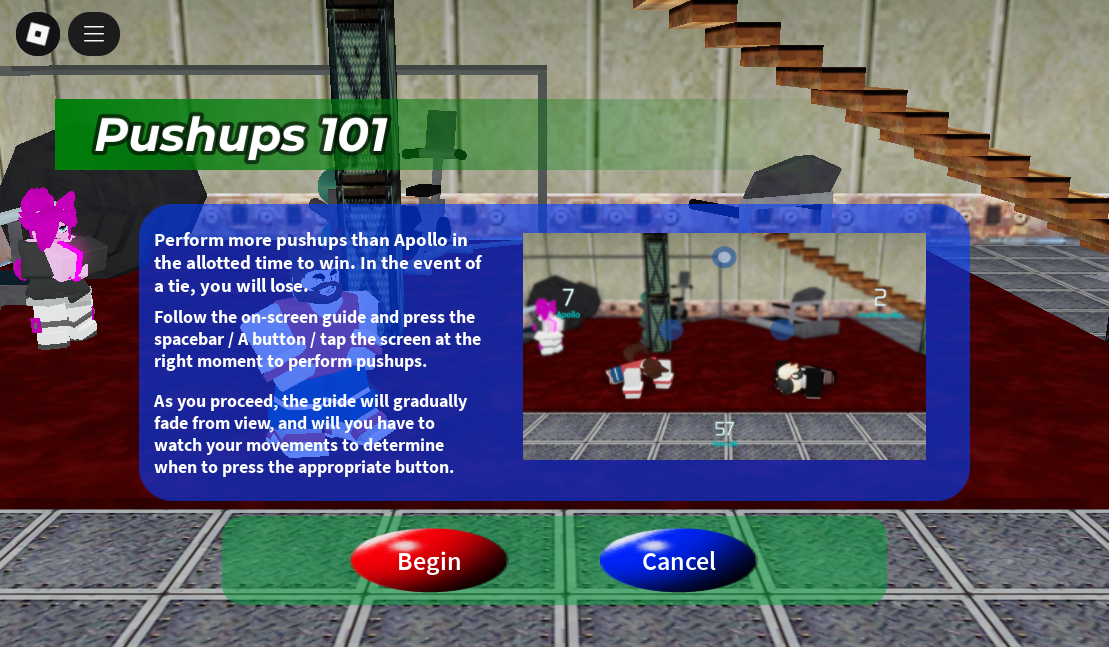 Pushups 101
Perform more pushups than Apollo in
the allotted time to win. In the event of
a tie, you will lose.
Follow the on-screen guide and press the
spacebar / A button / tap the screen at the
right moment to perform pushups.
As you proceed, the guide will gradually
fade from view, and will you have to
watch your movements to determine
when to press the appropriate button.
7
Apollo
2
57
Begin
Cancel